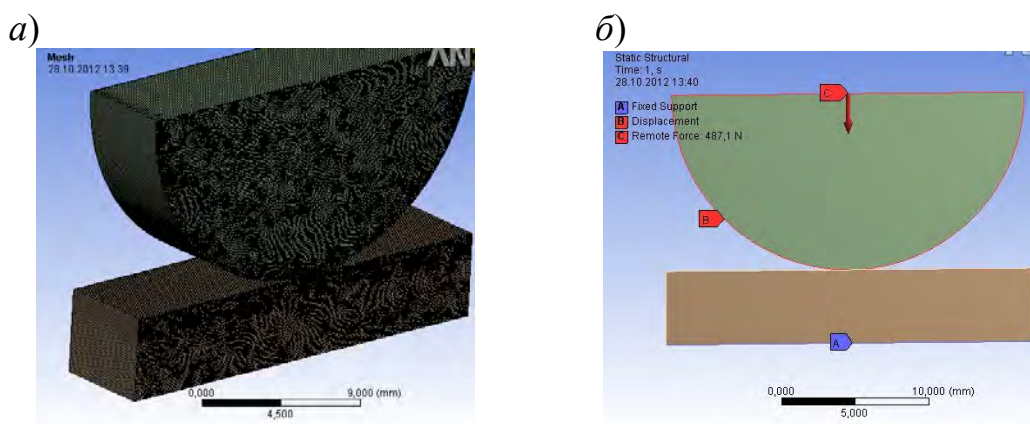 а)
Mesh
28.10.2012 13:39
AN
0,000
9,000 (mm)
4,500
б)
Static Structural
Time: 1, s
28.10.2012 13:40
A Fixed Support
B Displacement
C Remote Force: 487,1 N
C
B
A
0,000
10,000 (mm)
5,000